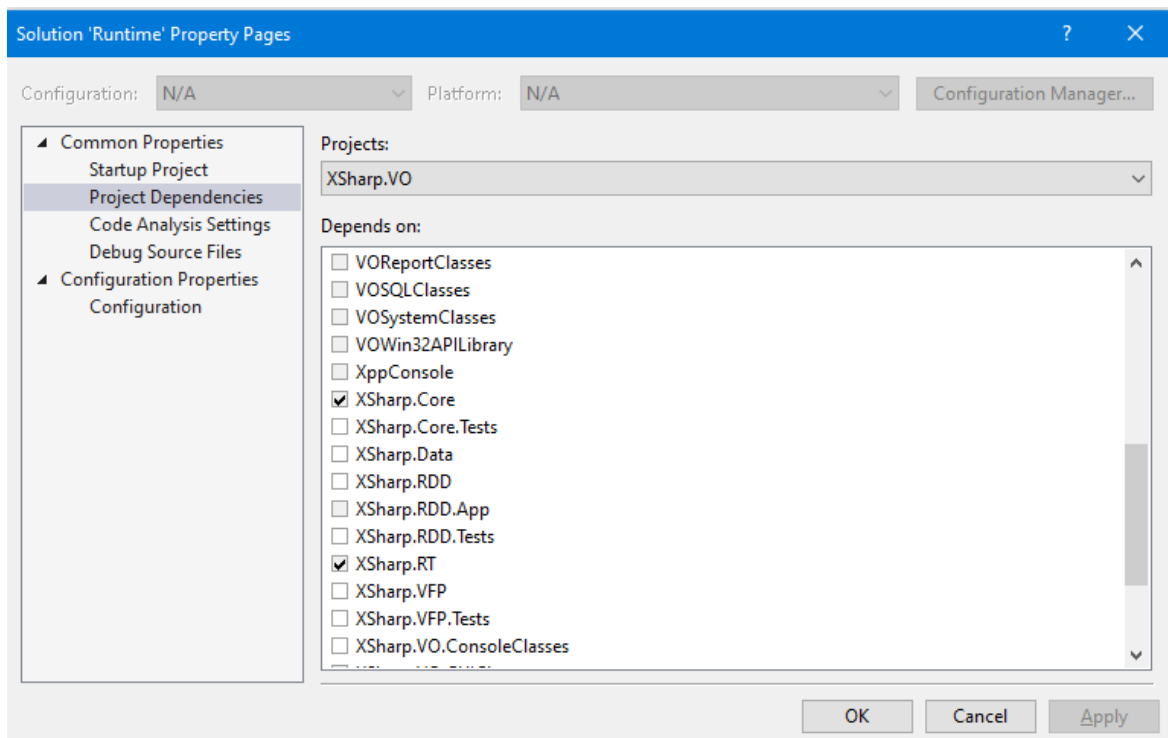 Solution 'Runtime' Property Pages
?
Configuration: N/A Platform: N/A Configuration Manager...
Common Properties
Startup Project
Project Dependencies
Code Analysis Settings
Debug Source Files
Configuration Properties
Configuration
Projects:
XSharp.VO
Depends on:
VOReportClasses
VOSQLClasses
VOSystemClasses
VOWin32APILibrary
XppConsole
XSharp.Core
XSharp.Core.Tests
XSharp.Data
XSharp.RDD
XSharp.RDD.App
XSharp.RDD.Tests
XSharp.RT
XSharp.VFP
XSharp.VFP.Tests
XSharp.VO.ConsoleClasses
OK Cancel Apply